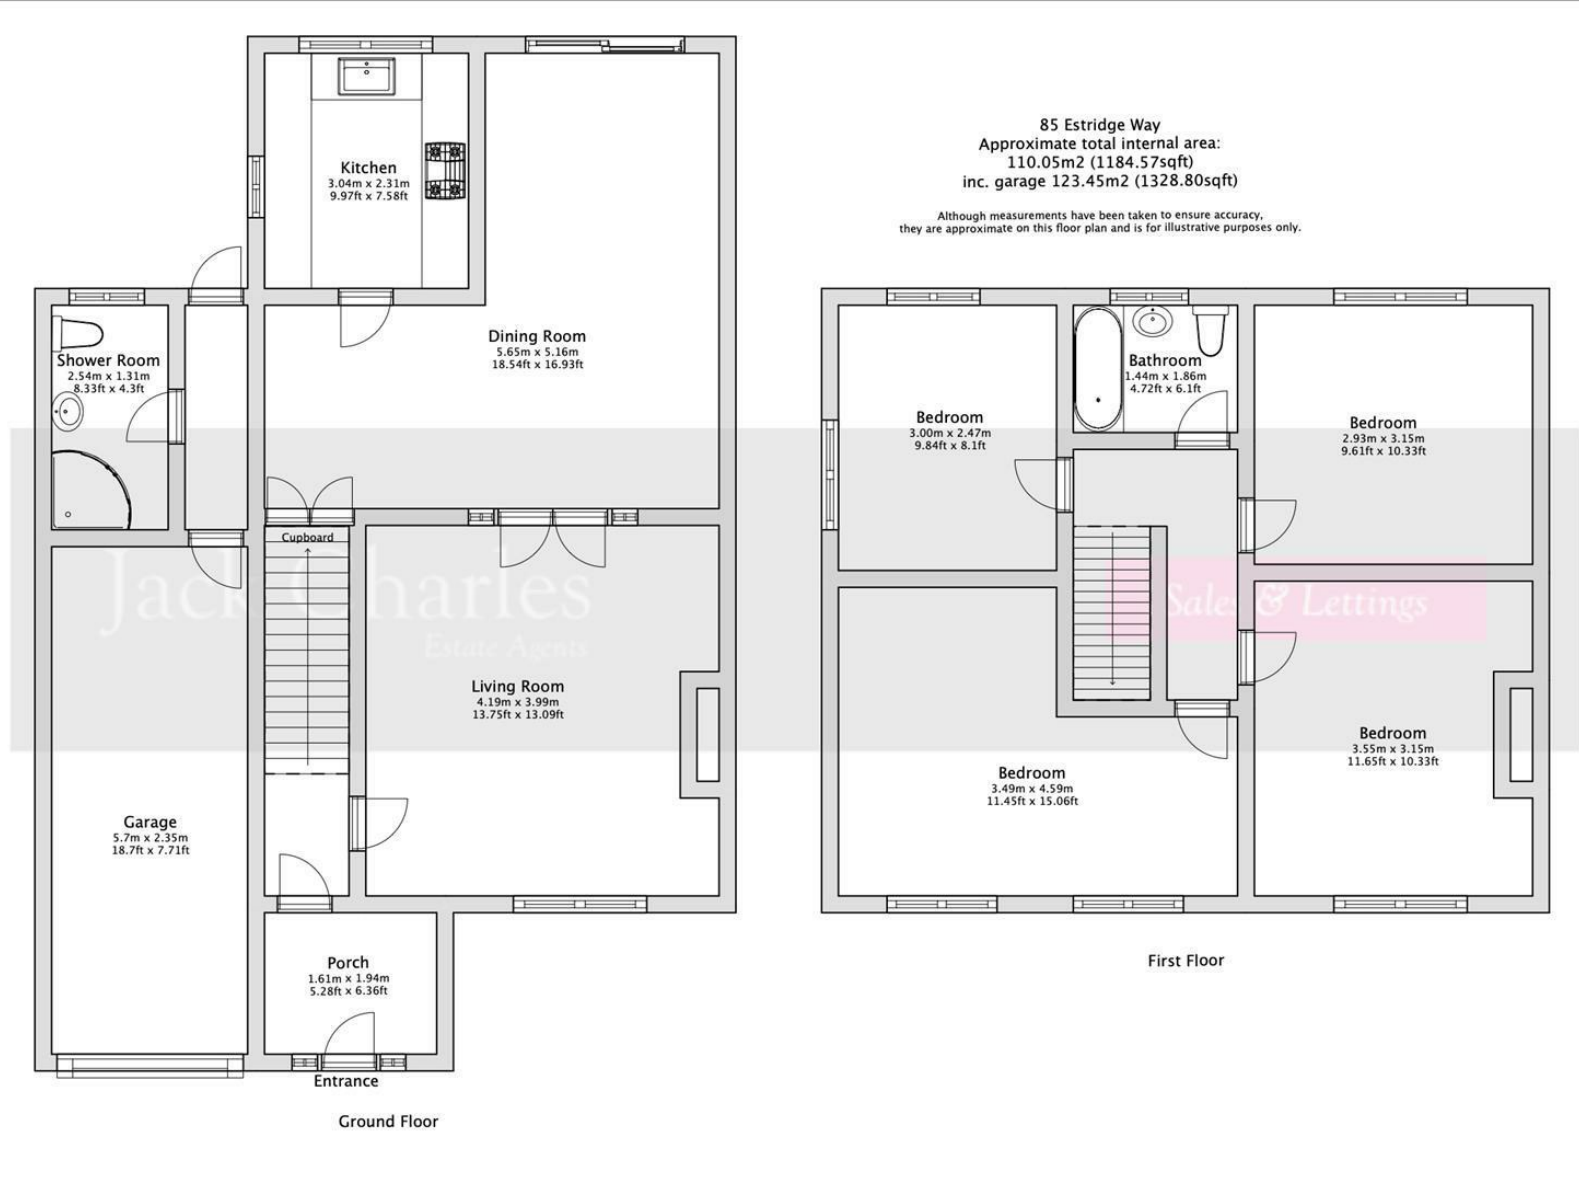 85 Estridge Way
Approximate total internal area:
110.05m2 (1184.57sqft)
inc. garage 123.45m2 (1328.80sqft)
Although measurements have been taken to ensure accuracy,
they are approximate on this floor plan and is for illustrative purposes only.
Kitchen
3.04m x 2.31m
9.97ft x 7.58ft
Dining Room
5.65m x 5.16m
18.54ft x 16.93ft
Shower Room
2.54m x 1.31m
8.33ft x 4.3ft
Cupboard
Jack Charles
Estate Agents
Living Room
4.19m x 3.99m
13.75ft x 13.09ft
Garage
5.7m x 2.35m
18.7ft x 7.71ft
Porch
1.61m x 1.94m
5.28ft x 6.36ft
Entrance
Ground Floor
Bathroom
1.44m x 1.86m
4.72ft x 6.1ft
Bedroom
3.00m x 2.47m
9.84ft x 8.1ft
Bedroom
2.93m x 3.15m
9.61ft x 10.33ft
Sales & Lettings
Bedroom
3.49m x 4.59m
11.45ft x 15.06ft
Bedroom
3.55m x 3.15m
11.65ft x 10.33ft
First Floor